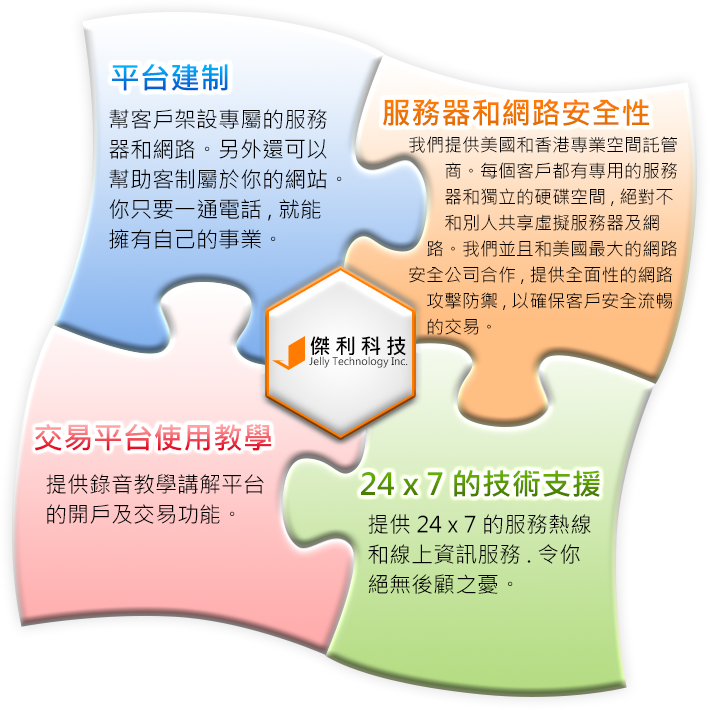 平台建制
幫客戶架設專屬的服務
器和網路。另外還可以
幫助客制屬於你的網站。
你只要一通電話 , 就能
擁有自己的事業。
服務器和網路安全性
我們提供美國和香港專業空間託管
商。每個客戶都有專用的服務
器和獨立的硬碟空間 , 絕對不
和別人共享虛擬服務器及網
路。我們並且和美國最大的網路
安全公司合作 , 提供全面性的網路
攻擊防禦 , 以確保客戶安全流暢
的交易。
傑利科技
Jelly Technology Inc.
交易平台使用教學
提供錄音教學講解平台
的開戶及交易功能。
24 x 7 的技術支援
提供 24 x 7 的服務熱線
和線上資訊服務 . 令你
絕無後顧之憂。